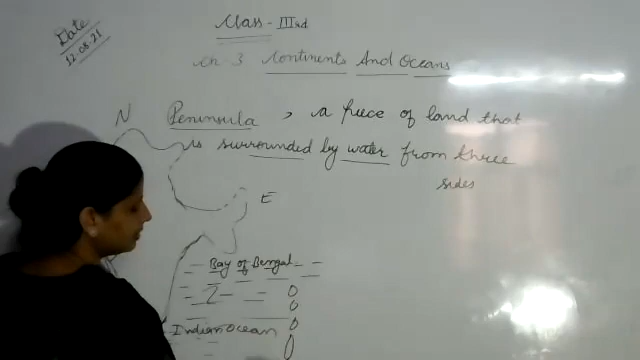 Date
12.08.21
Class - IIIrd
Ch-3 Continents And Oceans
N
Peninsula, a piece of land that
is surrounded by water from three
sides
E
Bay of Bengal
Indian Ocean